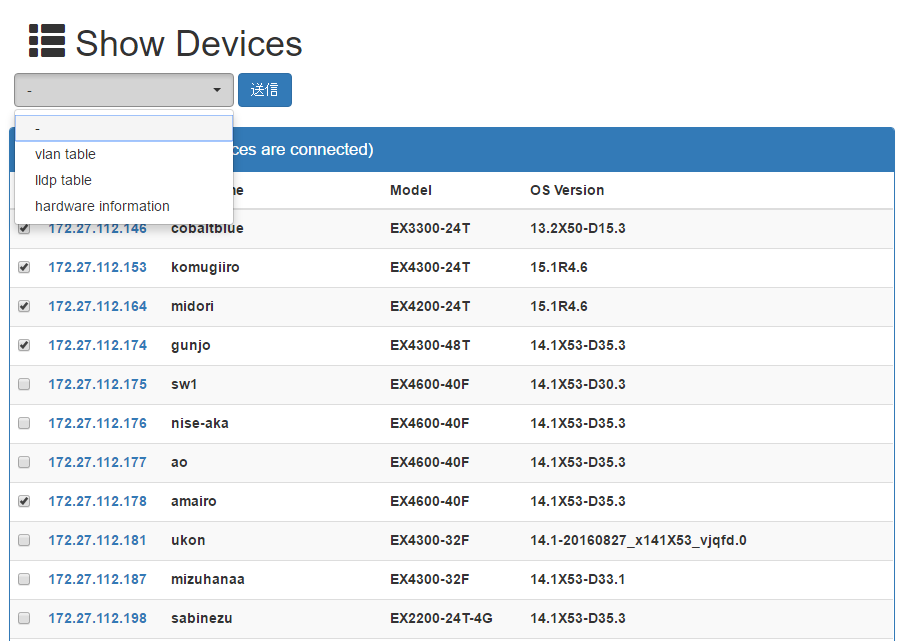 Show Devices
- 送信
-
vlan table
lldp table
hardware information
ces are connected)
me Model OS Version
172.27.112.146 cobaltblue EX3300-24T 13.2X50-D15.3
172.27.112.153 komugiiro EX4300-24T 15.1R4.6
172.27.112.164 midori EX4200-24T 15.1R4.6
172.27.112.174 gunjo EX4300-48T 14.1X53-D35.3
172.27.112.175 sw1 EX4600-40F 14.1X53-D30.3
172.27.112.176 nise-aka EX4600-40F 14.1X53-D35.3
172.27.112.177 ao EX4600-40F 14.1X53-D35.3
172.27.112.178 amairo EX4600-40F 14.1X53-D35.3
172.27.112.181 ukon EX4300-32F 14.1-20160827_x141X53_vjqfd.0
172.27.112.187 mizuhanaa EX4300-32F 14.1X53-D33.1
172.27.112.198 sabinezu EX2200-24T-4G 14.1X53-D35.3